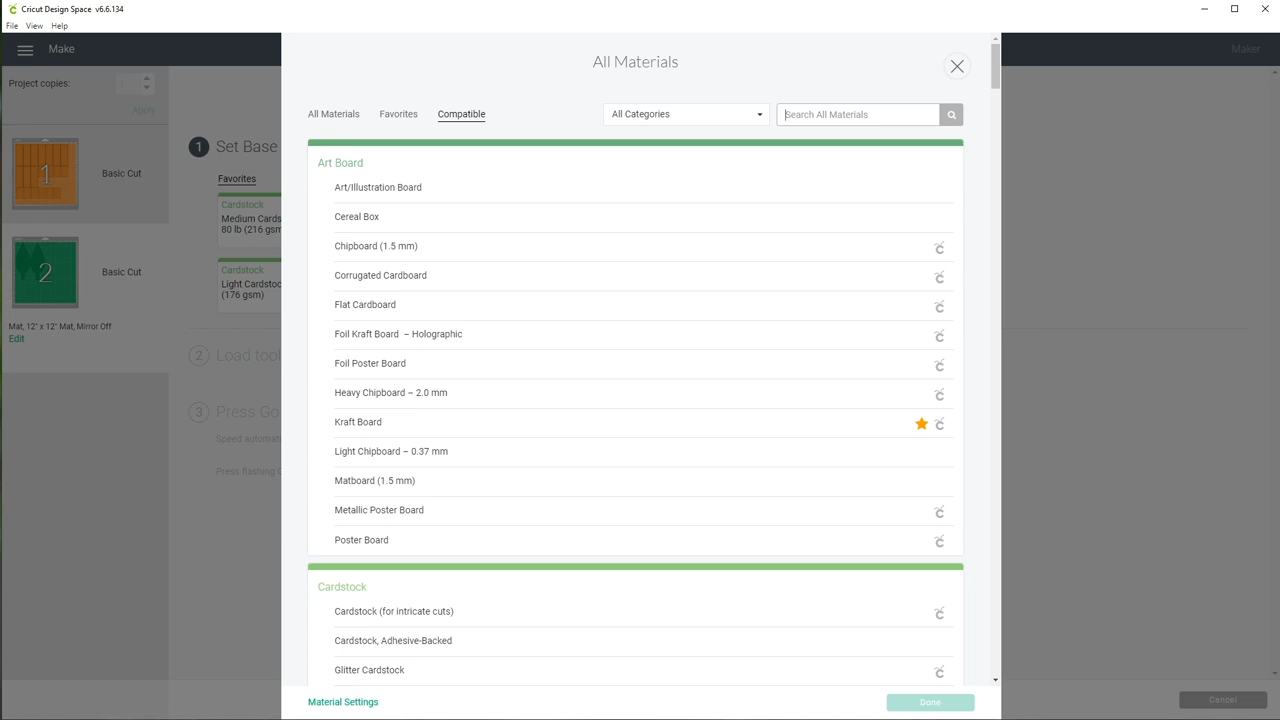 Cricut Design Space v6.6.134
File View Help
Make
Maker
Project copies:
Apply
1
Basic Cut
2
Basic Cut
Mat, 12" x 12" Mat, Mirror Off
Edit
1 Set Base
Favorites
Cardstock
Medium Cards
80 lb (216 gsm
Cardstock
Light Cardstoc
(176 gsm)
2 Load tool
3 Press Go
Speed automati
Press flashing
All Materials
All Materials Favorites Compatible All Categories Search All Materials
Art Board
Art/Illustration Board
Cereal Box
Chipboard (1.5 mm)
Corrugated Cardboard
Flat Cardboard
Foil Kraft Board – Holographic
Foil Poster Board
Heavy Chipboard – 2.0 mm
Kraft Board
Light Chipboard – 0.37 mm
Matboard (1.5 mm)
Metallic Poster Board
Poster Board
Cardstock
Cardstock (for intricate cuts)
Cardstock, Adhesive-Backed
Glitter Cardstock
Material Settings
Done
Cancel